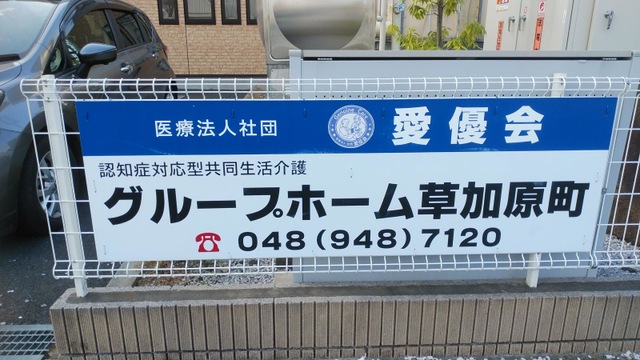 医療法人社団 愛優会
認知症対応型共同生活介護
グループホーム草加原町
048(948)7120